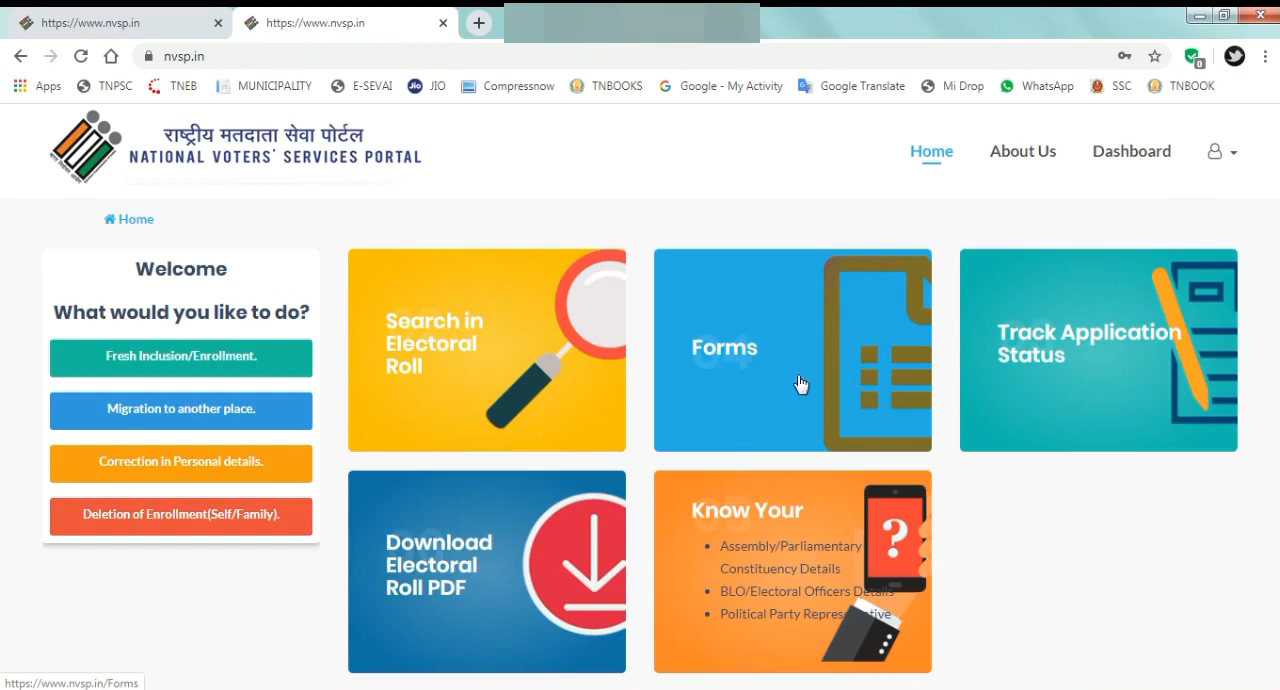 https://www.nvsp.in
https://www.nvsp.in
nvsp.in
Apps TNPSC TNEB MUNICIPALITY E-SEVAI JIO Compressnow TNBOOKS Google - My Activity Google Translate Mi Drop WhatsApp SSC TNBOOK
राष्ट्रीय मतदाता सेवा पोर्टल
NATIONAL VOTERS' SERVICES PORTAL
Home About Us Dashboard
Home
Welcome
What would you like to do?
Fresh Inclusion/Enrollment.
Migration to another place.
Correction in Personal details.
Deletion of Enrollment(Self/Family).
Search in
Electoral
Roll
Forms
Track Application
Status
Download
Electoral
Roll PDF
Know Your
Assembly/Parliamentary
Constituency Details
BLO/Electoral Officers Details
Political Party Representative
https://www.nvsp.in/Forms